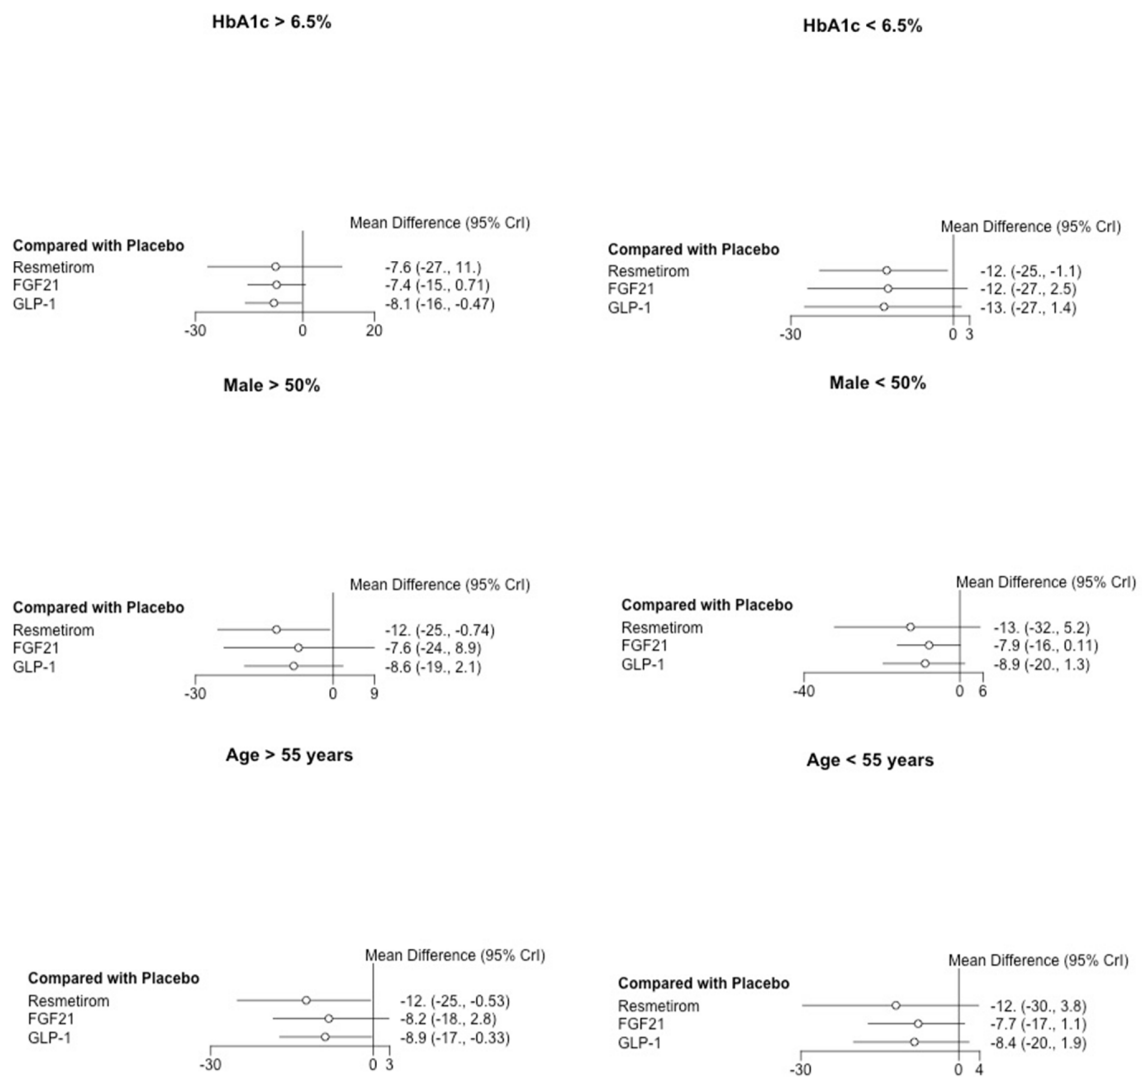 HbA1c > 6.5%
Mean Difference (95% CrI)
Compared with Placebo
Resmetirom -7.6 (-27., 11.)
FGF21 -7.4 (-15., 0.71)
GLP-1 -8.1 (-16., -0.47)
-30 0 20
HbA1c < 6.5%
Mean Difference (95% CrI)
Compared with Placebo
Resmetirom -12. (-25., -1.1)
FGF21 -12. (-27., 2.5)
GLP-1 -13. (-27., 1.4)
-30 0 3
Male > 50%
Mean Difference (95% CrI)
Compared with Placebo
Resmetirom -12. (-25., -0.74)
FGF21 -7.6 (-24., 8.9)
GLP-1 -8.6 (-19., 2.1)
-30 0 9
Male < 50%
Mean Difference (95% CrI)
Compared with Placebo
Resmetirom -13. (-32., 5.2)
FGF21 -7.9 (-16., 0.11)
GLP-1 -8.9 (-20., 1.3)
-40 0 6
Age > 55 years
Mean Difference (95% CrI)
Compared with Placebo
Resmetirom -12. (-25., -0.53)
FGF21 -8.2 (-18., 2.8)
GLP-1 -8.9 (-17., -0.33)
-30 0 3
Age < 55 years
Mean Difference (95% CrI)
Compared with Placebo
Resmetirom -12. (-30., 3.8)
FGF21 -7.7 (-17., 1.1)
GLP-1 -8.4 (-20., 1.9)
-30 0 4